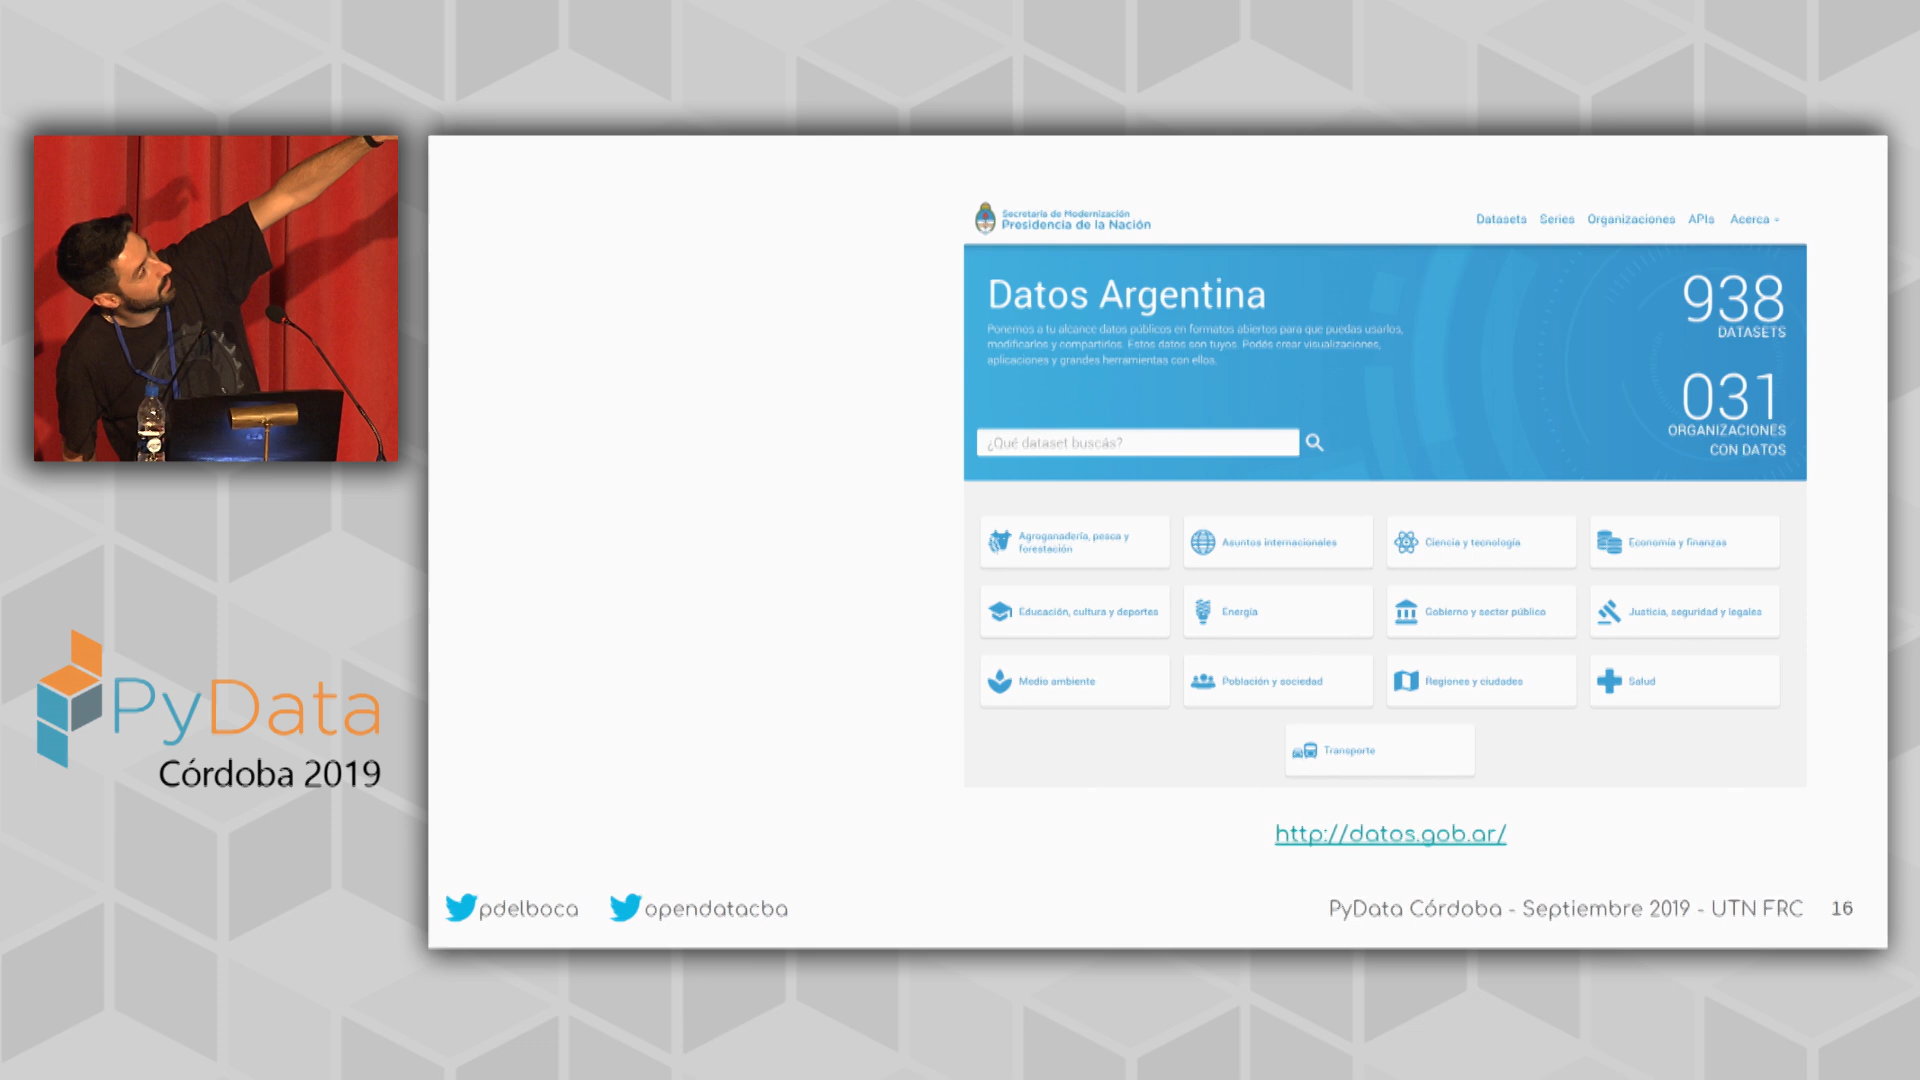 Secretaría de Modernización
Presidencia de la Nación
Datasets Series Organizaciones APIs Acerca
Datos Argentina
Ponemos a tu alcance datos públicos en formatos abiertos para que puedas usarlos,
modificarlos y compartirlos. Estos datos son tuyos. Podés crear visualizaciones,
aplicaciones y grandes herramientas con ellos.
938
DATASETS
031
ORGANIZACIONES
CON DATOS
¿Qué dataset buscás?
Agroganadería, pesca y
forestación
Asuntos internacionales
Ciencia y tecnología
Economía y finanzas
Educación, cultura y deportes
Energía
Gobierno y sector público
Justicia, seguridad y legales
Medio ambiente
Población y sociedad
Regiones y ciudades
Salud
Transporte
http://datos.gob.ar/
PyData
Córdoba 2019
pdelboca opendatacba
PyData Córdoba - Septiembre 2019 - UTN FRC 16